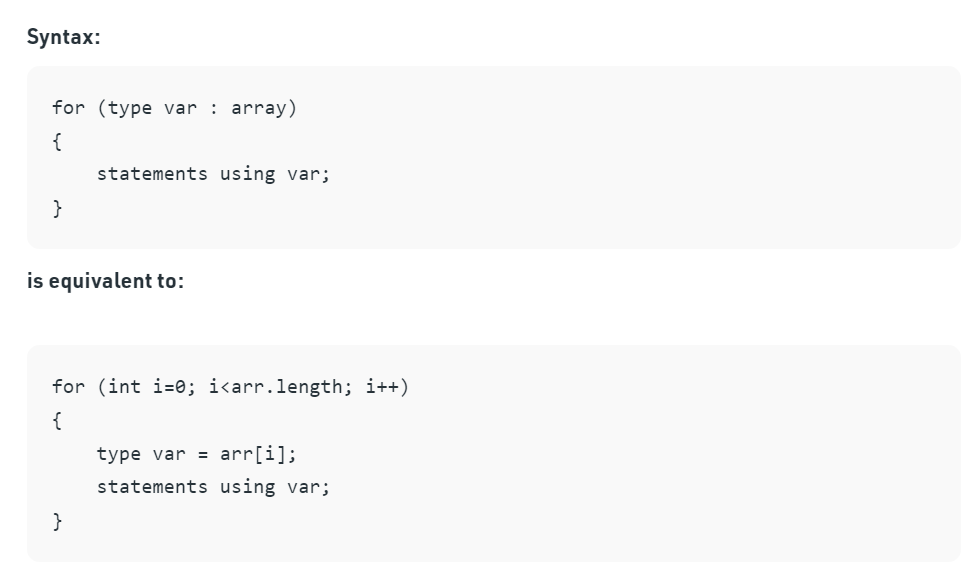 Syntax:
for (type var : array)
{
    statements using var;
}
is equivalent to:
for (int i=0; i<arr.length; i++)
{
    type var = arr[i];
    statements using var;
}